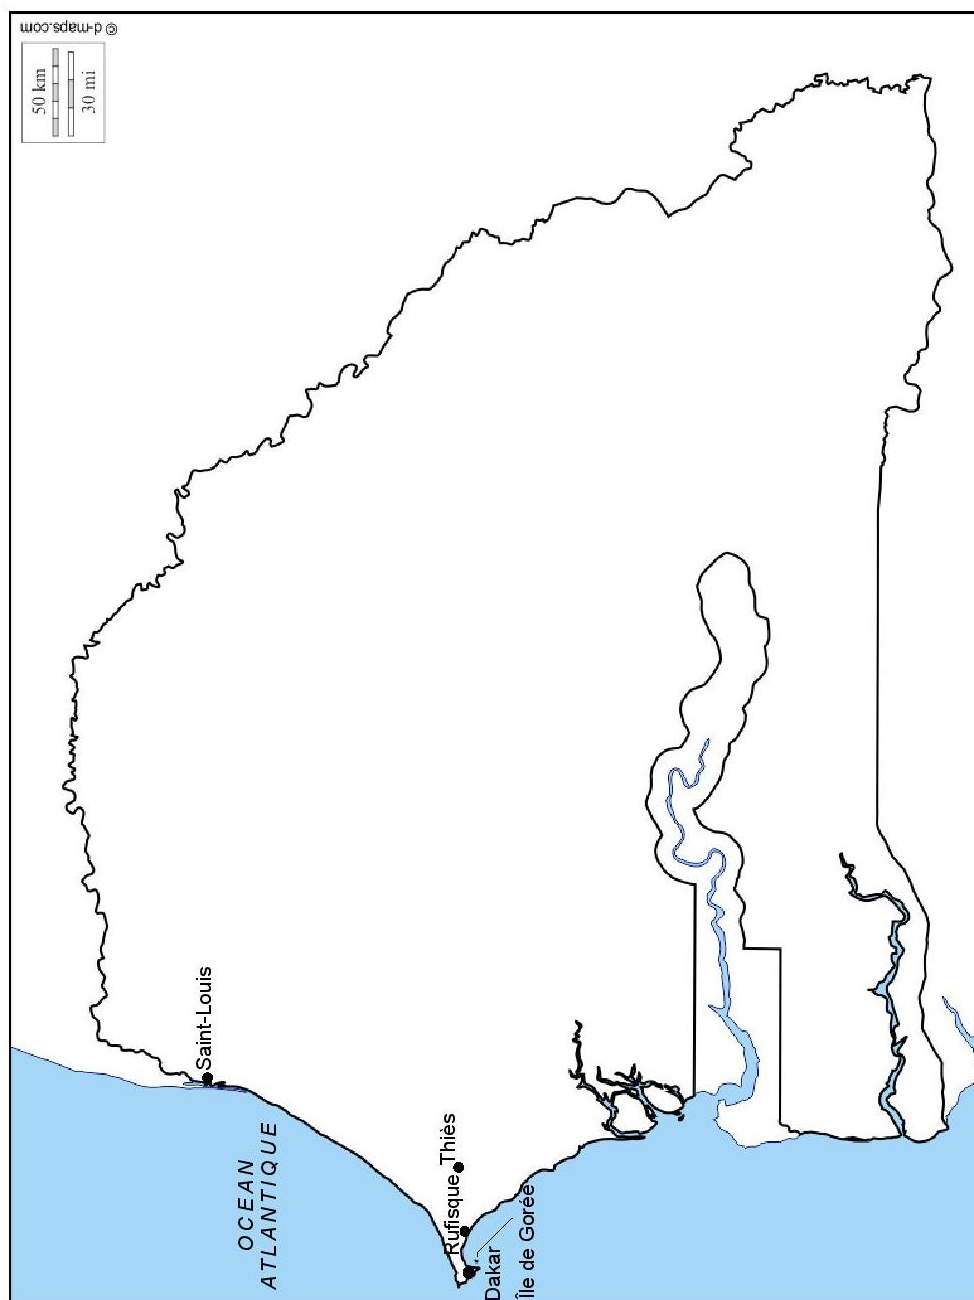 © d-maps.com
50 km
30 mi
Saint-Louis
OCEAN
ATLANTIQUE
Thiès
Rufisque
Dakar
Île de Gorée